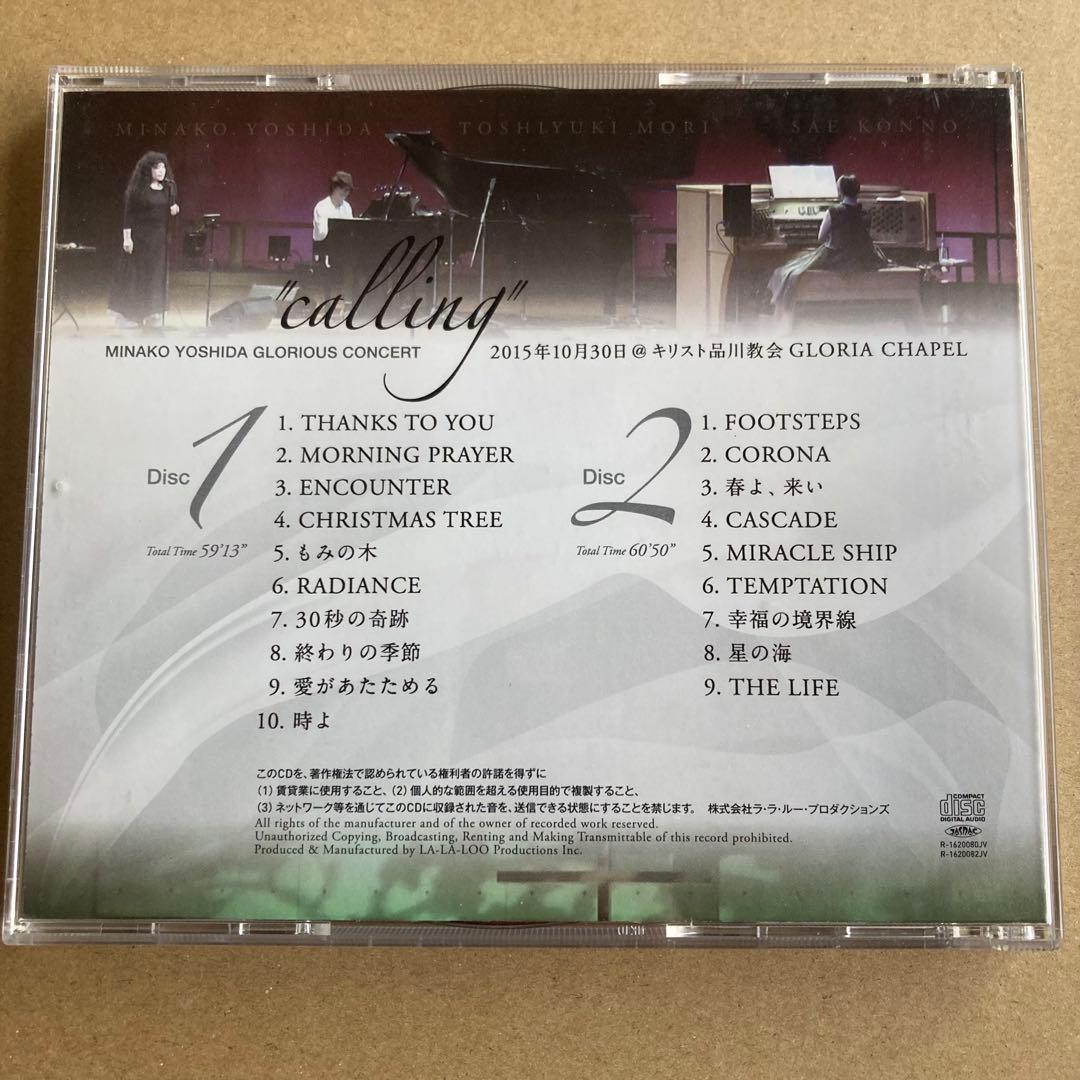 MINAKO YOSHIDA TOSHIYUKI MORI SAE KONNO
"calling"
MINAKO YOSHIDA GLORIOUS CONCERT 2015年10月30日@キリスト品川教会 GLORIA CHAPEL
Disc 1
1. THANKS TO YOU
2. MORNING PRAYER
3. ENCOUNTER
4. CHRISTMAS TREE
5. もみの木
6. RADIANCE
7. 30秒の奇跡
8. 終わりの季節
9. 愛があたためる
10. 時よ
Total Time 59'13"
Disc 2
1. FOOTSTEPS
2. CORONA
3. 春よ、来い
4. CASCADE
5. MIRACLE SHIP
6. TEMPTATION
7. 幸福の境界線
8. 星の海
9. THE LIFE
Total Time 60'50"
このCDを、著作権法で認められている権利者の許諾を得ずに
(1) 賃貸業に使用すること、(2) 個人的な範囲を超える使用目的で複製すること、
(3) ネットワーク等を通じてこのCDに収録された音を、送信できる状態にすることを禁じます。 株式会社ラ・ラ・ルー・プロダクションズ
All rights of the manufacturer and of the owner of recorded work reserved.
Unauthorized Copying, Broadcasting, Renting and Making Transmittable of this record prohibited.
Produced & Manufactured by LA-LA-LOO Productions Inc.
COMPACT
disc
DIGITAL AUDIO
JASRAC
R-1620080JV
R-1620082JV